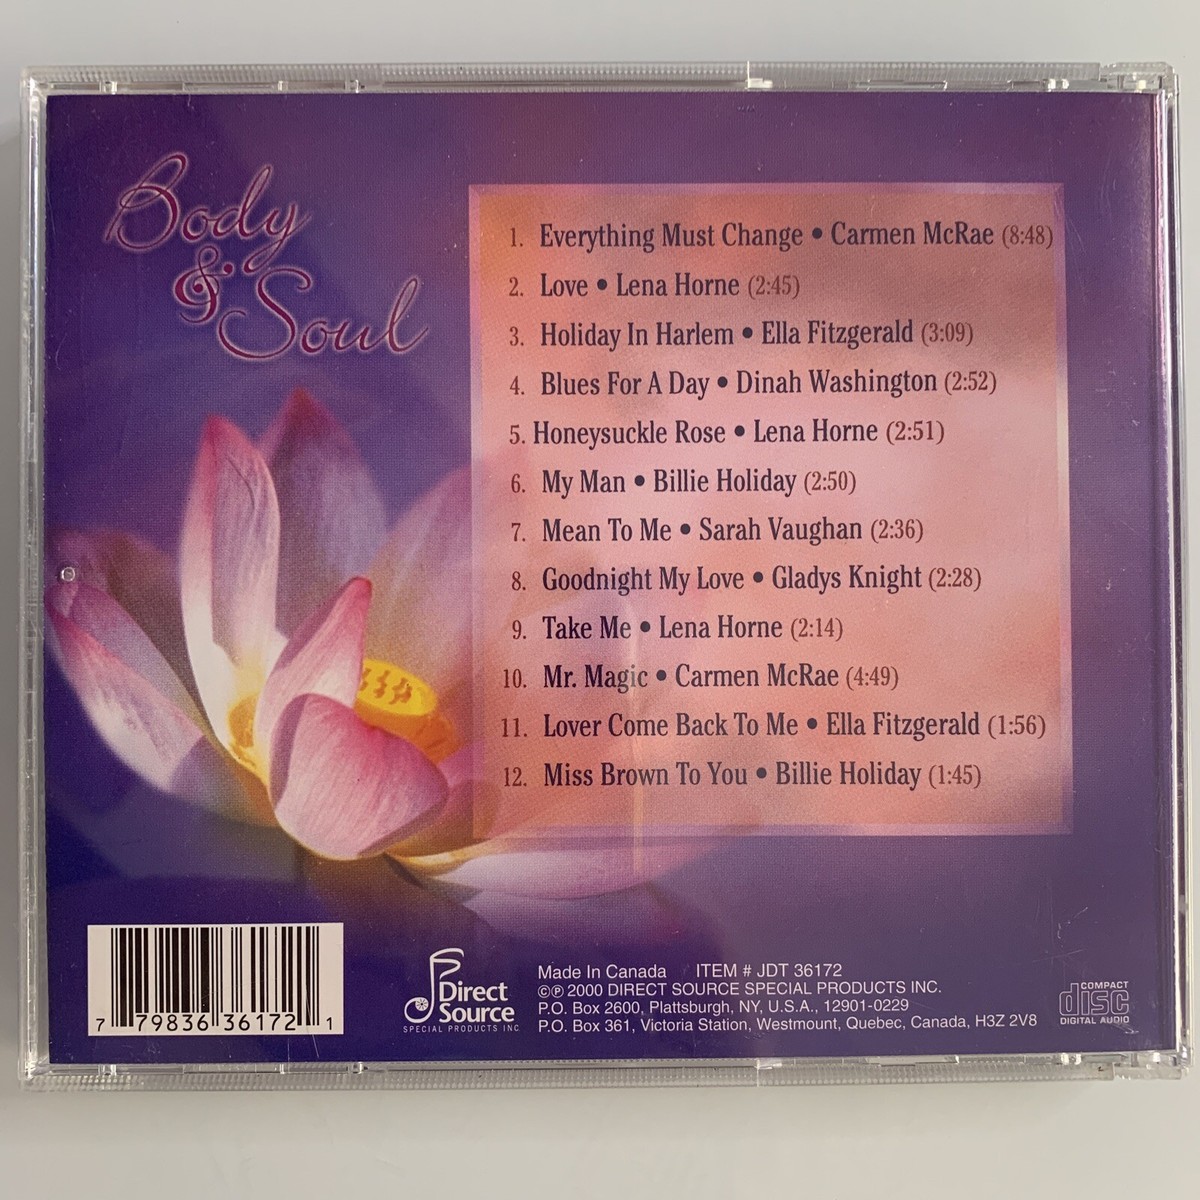 Body
& Soul
1. Everything Must Change • Carmen McRae (8:48)
2. Love • Lena Horne (2:45)
3. Holiday In Harlem • Ella Fitzgerald (3:09)
4. Blues For A Day • Dinah Washington (2:52)
5. Honeysuckle Rose • Lena Horne (2:51)
6. My Man • Billie Holiday (2:50)
7. Mean To Me • Sarah Vaughan (2:36)
8. Goodnight My Love • Gladys Knight (2:28)
9. Take Me • Lena Horne (2:14)
10. Mr. Magic • Carmen McRae (4:49)
11. Lover Come Back To Me • Ella Fitzgerald (1:56)
12. Miss Brown To You • Billie Holiday (1:45)
7 79836 36172 1
Direct
Source
SPECIAL PRODUCTS INC
Made In Canada ITEM # JDT 36172
©℗ 2000 DIRECT SOURCE SPECIAL PRODUCTS INC.
P.O. Box 2600, Plattsburgh, NY, U.S.A., 12901-0229
P.O. Box 361, Victoria Station, Westmount, Quebec, Canada, H3Z 2V8
COMPACT
disc
DIGITAL AUDIO